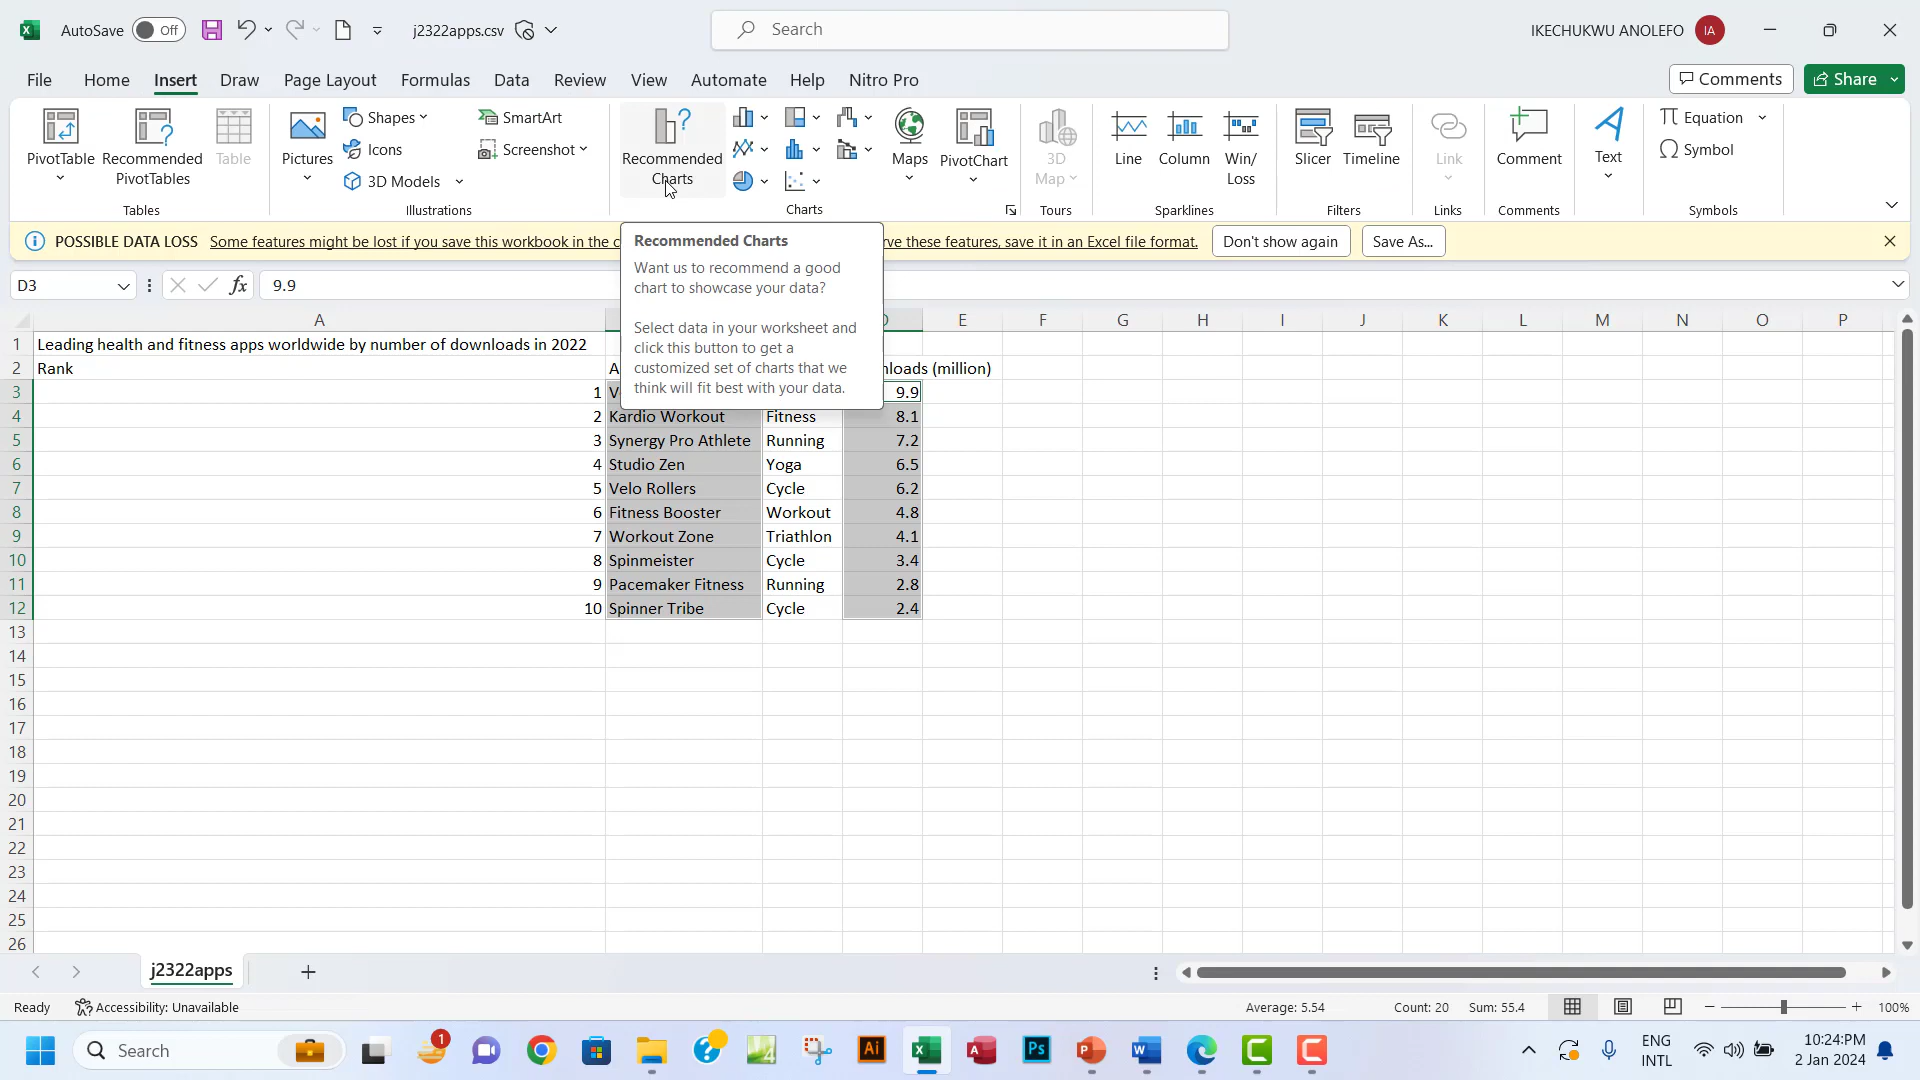 AutoSave Off j2322apps.csv Search IKECHUKWU ANOLEFO IA
File Home Insert Draw Page Layout Formulas Data Review View Automate Help Nitro Pro Comments Share
PivotTable Recommended PivotTables Table
Tables
Pictures Shapes Icons 3D Models SmartArt Screenshot
Illustrations
Recommended Charts Maps PivotChart
Charts
3D Map
Tours
Line Column Win/Loss
Sparklines
Slicer Timeline
Filters
Link
Links
Comment
Comments
Text
Equation
Symbol
Symbols
POSSIBLE DATA LOSS Some features might be lost if you save this workbook in the ve these features, save it in an Excel file format. Don't show again Save As...
Recommended Charts
Want us to recommend a good
chart to showcase your data?
Select data in your worksheet and
click this button to get a
customized set of charts that we
think will fit best with your data.
D3 fx 9.9
A E F G H I J K L M N O P
1 Leading health and fitness apps worldwide by number of downloads in 2022
2 Rank A nloads (million)
3 1 V 9.9
4 2 Kardio Workout Fitness 8.1
5 3 Synergy Pro Athlete Running 7.2
6 4 Studio Zen Yoga 6.5
7 5 Velo Rollers Cycle 6.2
8 6 Fitness Booster Workout 4.8
9 7 Workout Zone Triathlon 4.1
10 8 Spinmeister Cycle 3.4
11 9 Pacemaker Fitness Running 2.8
12 10 Spinner Tribe Cycle 2.4
13
14
15
16
17
18
19
20
21
22
23
24
25
26
j2322apps
Ready Accessibility: Unavailable Average: 5.54 Count: 20 Sum: 55.4 100%
Search 1 Ai Ps ENG INTL 10:24:PM
2 Jan 2024